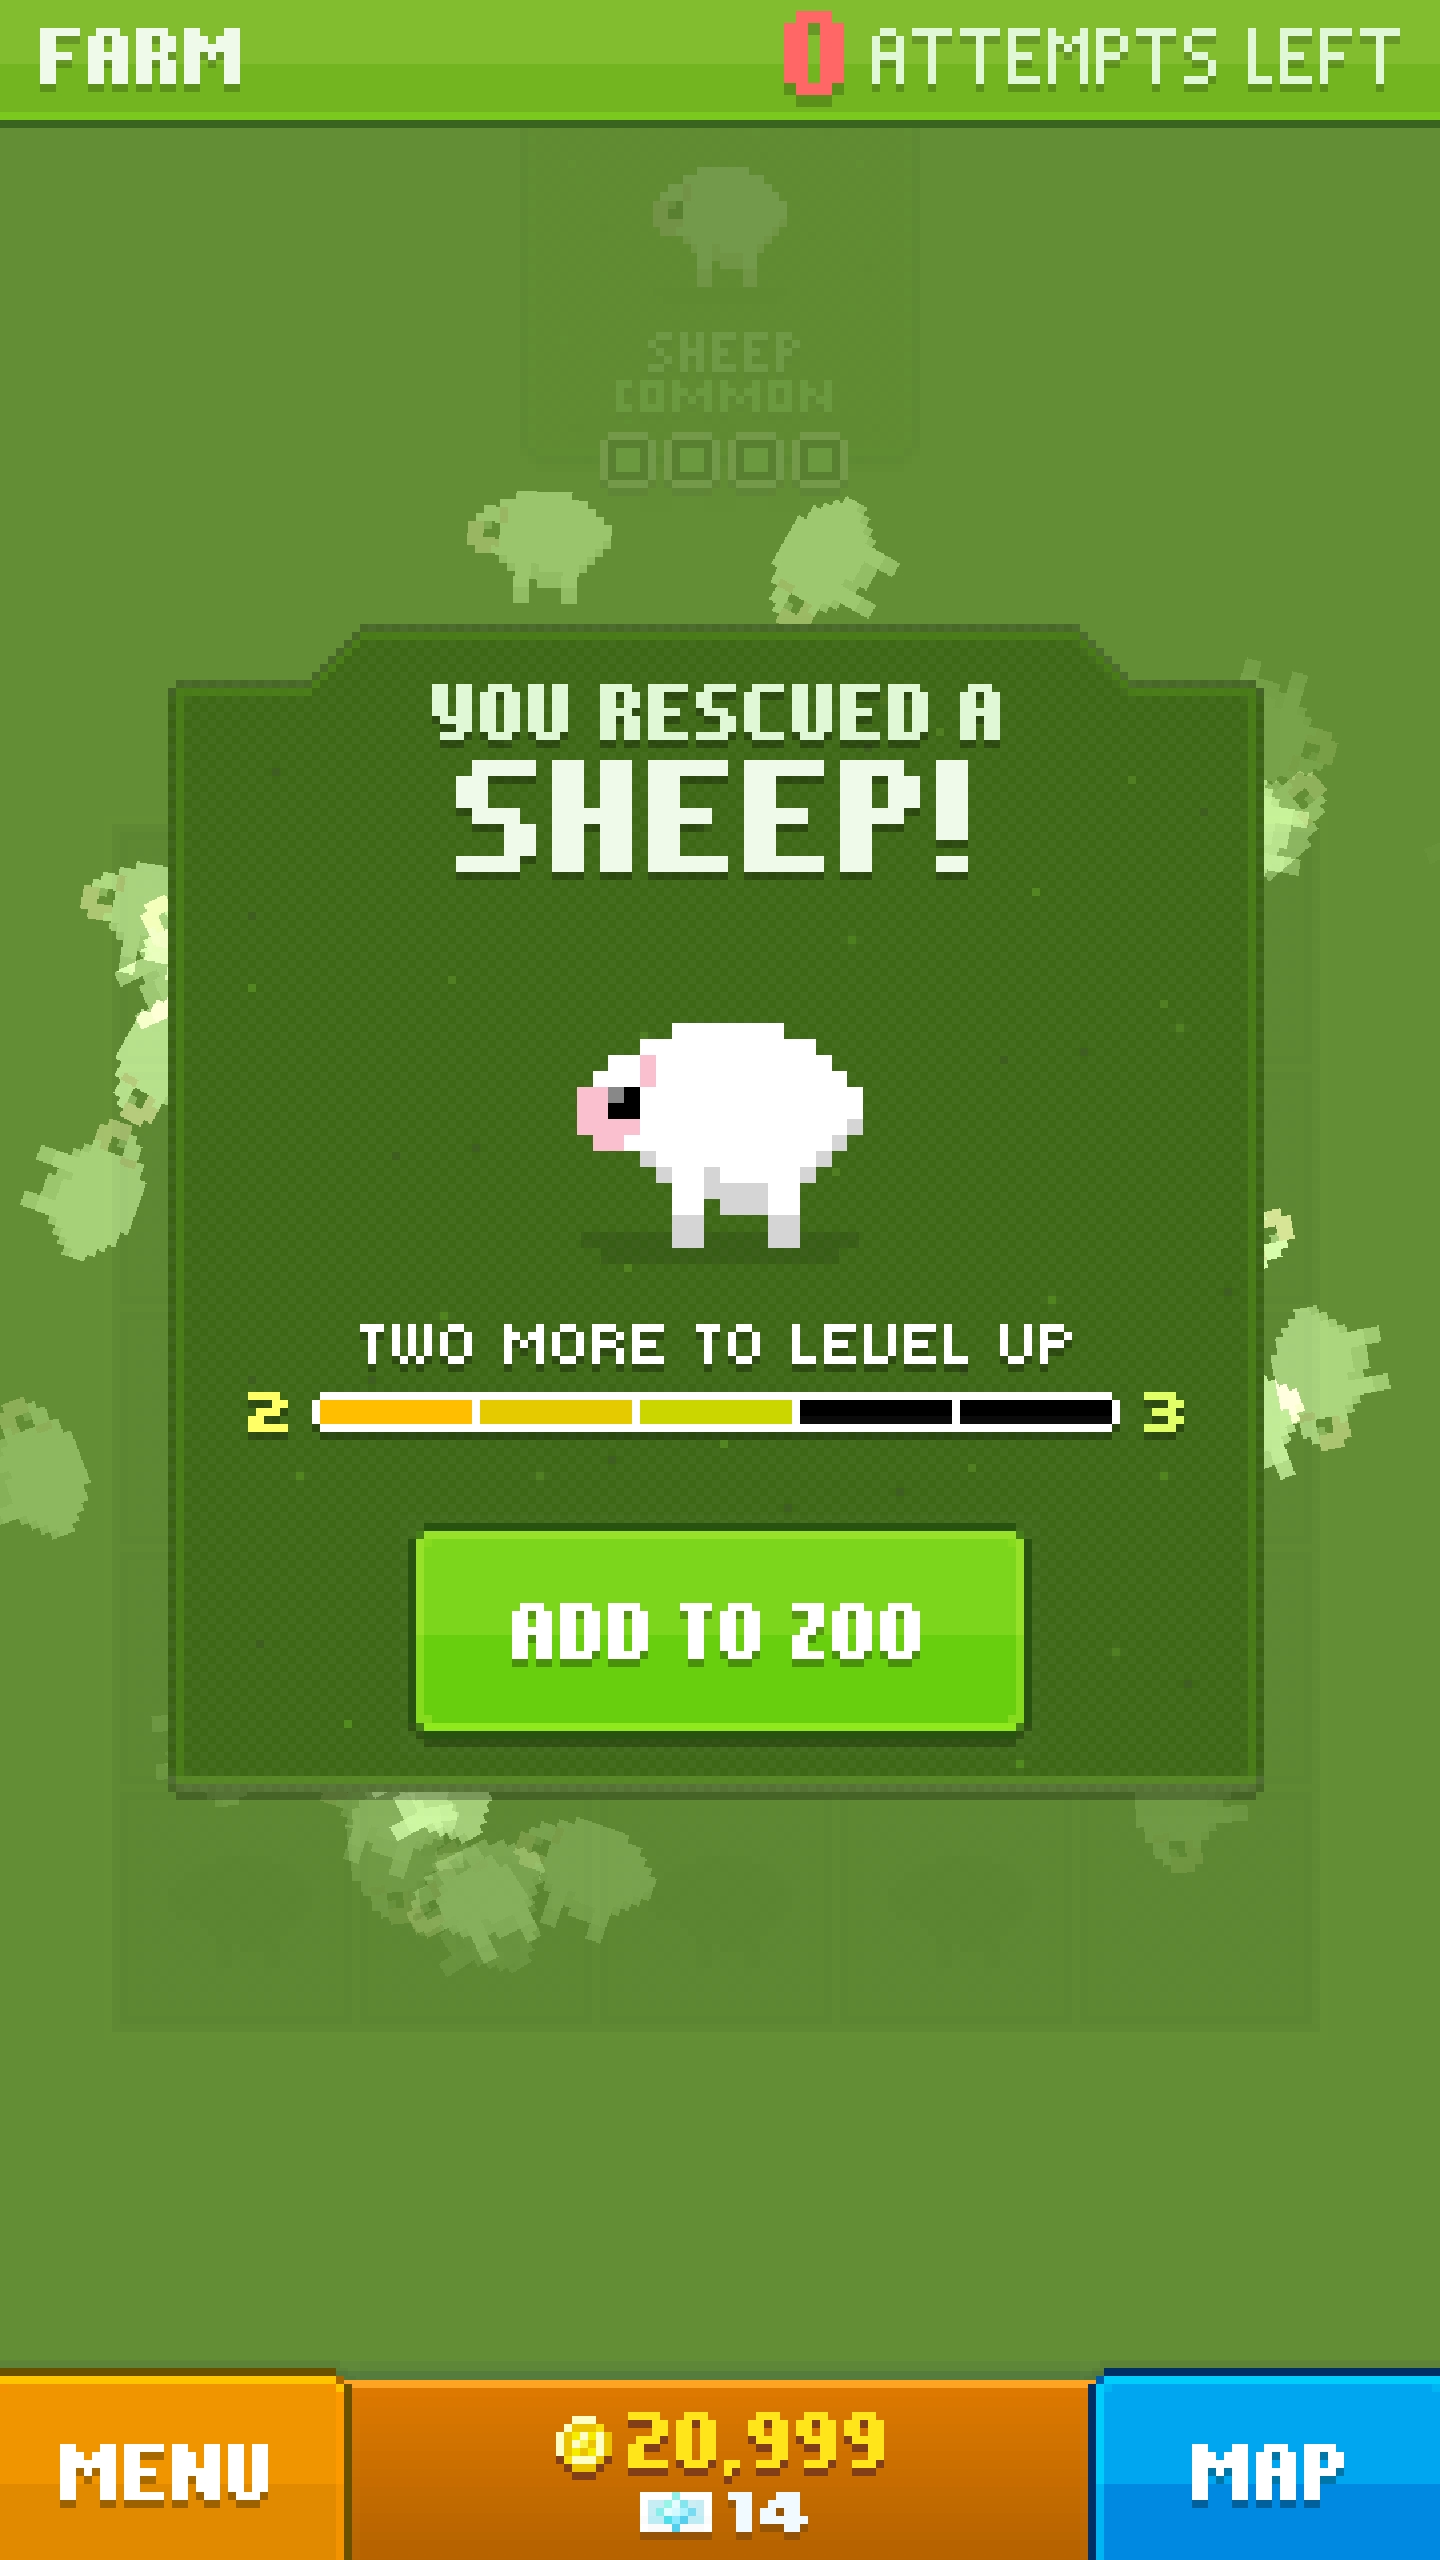 FARM
0 ATTEMPTS LEFT
SHEEP
COMMON
YOU RESCUED A
SHEEP!
TWO MORE TO LEVEL UP
2 3
ADD TO ZOO
MENU
20,999
14
MAP